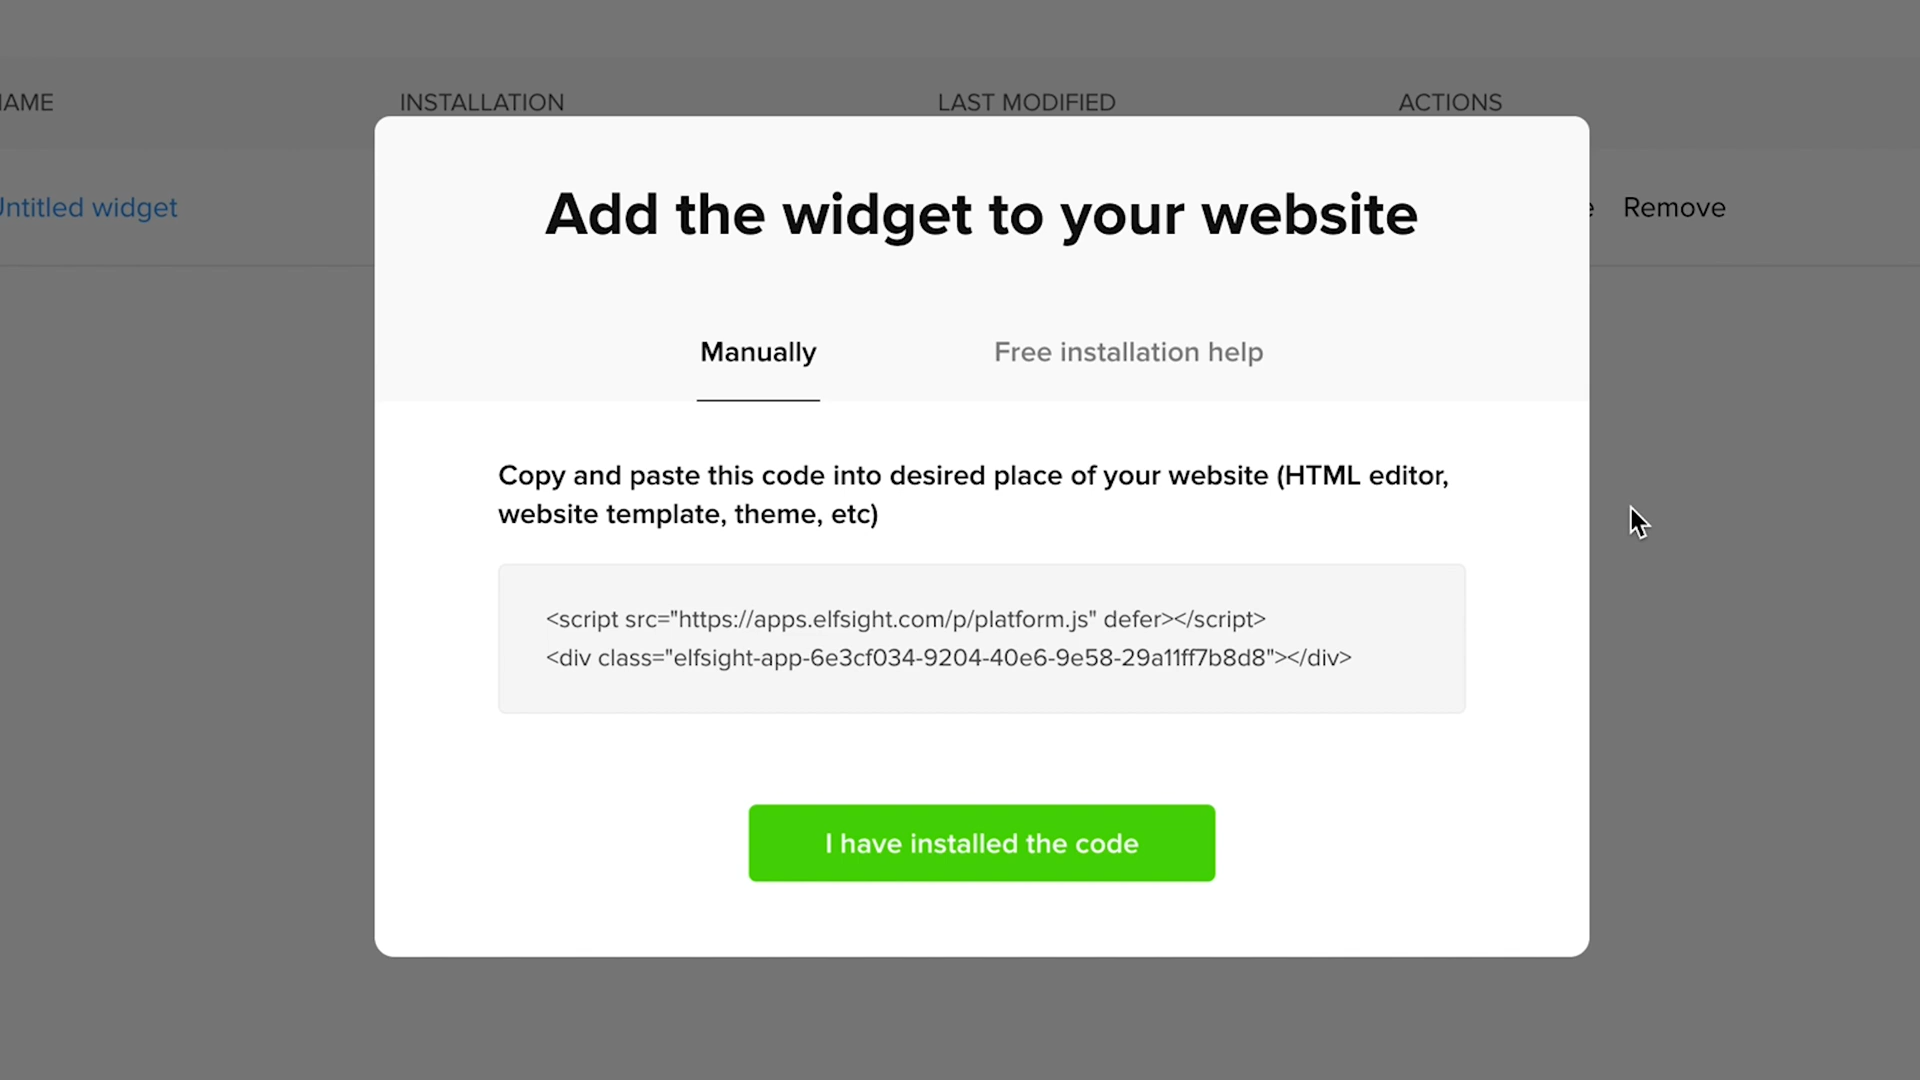 NAME INSTALLATION LAST MODIFIED ACTIONS
Untitled widget Remove
Add the widget to your website
Manually Free installation help
Copy and paste this code into desired place of your website (HTML editor,
website template, theme, etc)
<script src="https://apps.elfsight.com/p/platform.js" defer></script>
<div class="elfsight-app-6e3cf034-9204-40e6-9e58-29a11ff7b8d8"></div>
I have installed the code